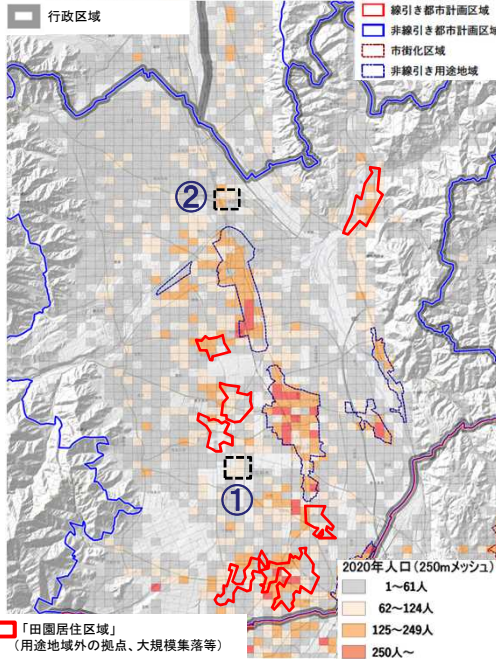 行政区域
線引き都市計画区域
非線引き都市計画区域
市街化区域
非線引き用途地域
②
①
2020年人口(250mメッシュ)
1～61人
62～124人
125～249人
250人～
「田園居住区域」
(用途地域外の拠点、大規模集落等)